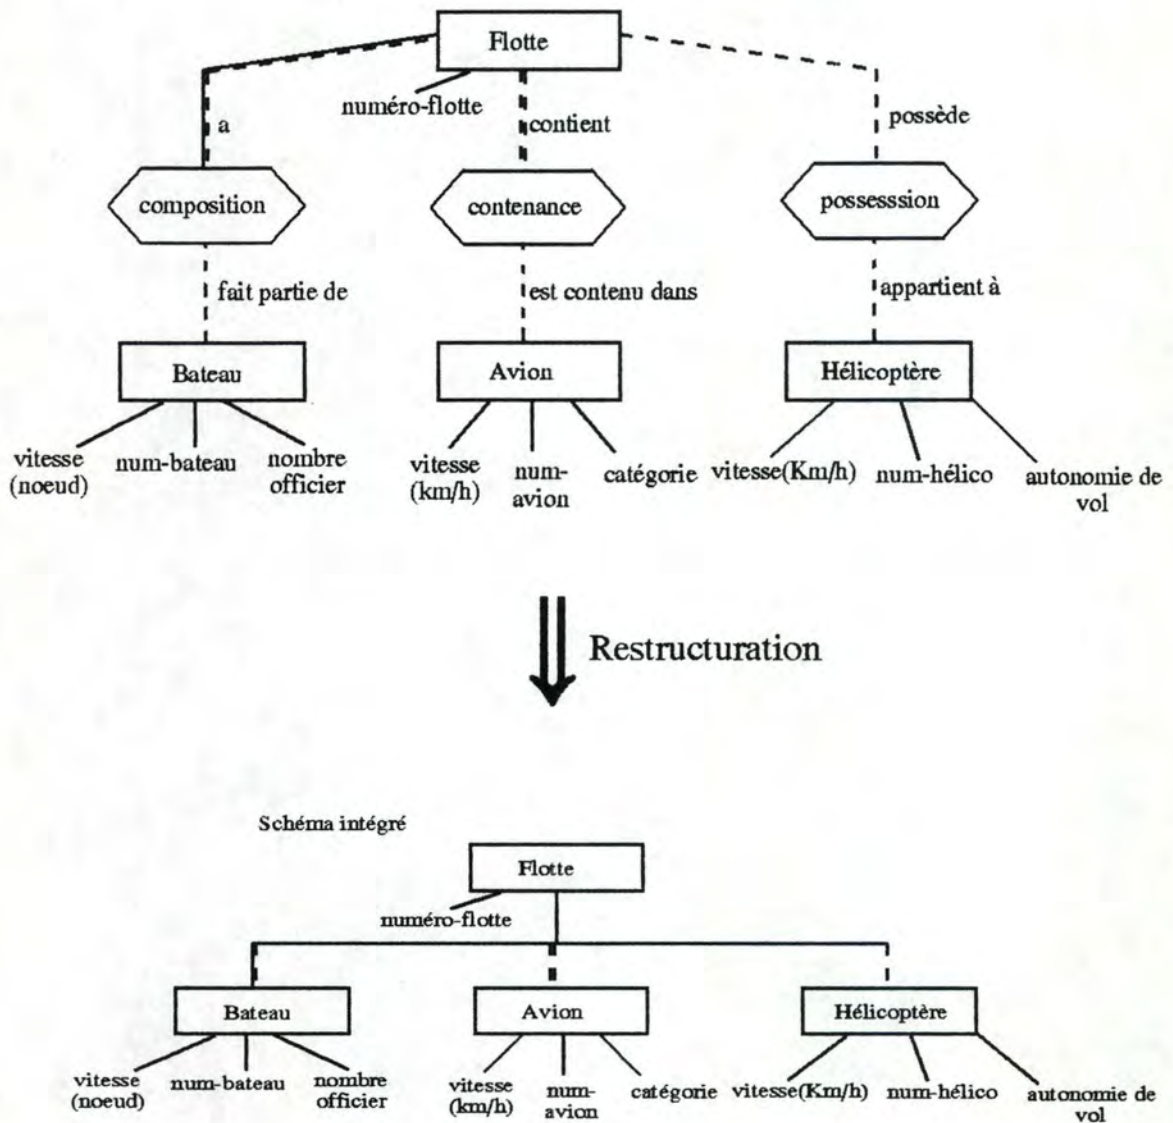 Flotte
numéro-flotte
a
contient
possède
composition
contenance
possesssion
fait partie de
est contenu dans
appartient à
Bateau
Avion
Hélicoptère
vitesse
(noeud)
num-bateau
nombre
officier
vitesse
(km/h)
num-
avion
catégorie
vitesse(Km/h)
num-hélico
autonomie de
vol
Restructuration
Schéma intégré
Flotte
numéro-flotte
Bateau
Avion
Hélicoptère
vitesse
(noeud)
num-bateau
nombre
officier
vitesse
(km/h)
num-
avion
catégorie
vitesse(Km/h)
num-hélico
autonomie de
vol